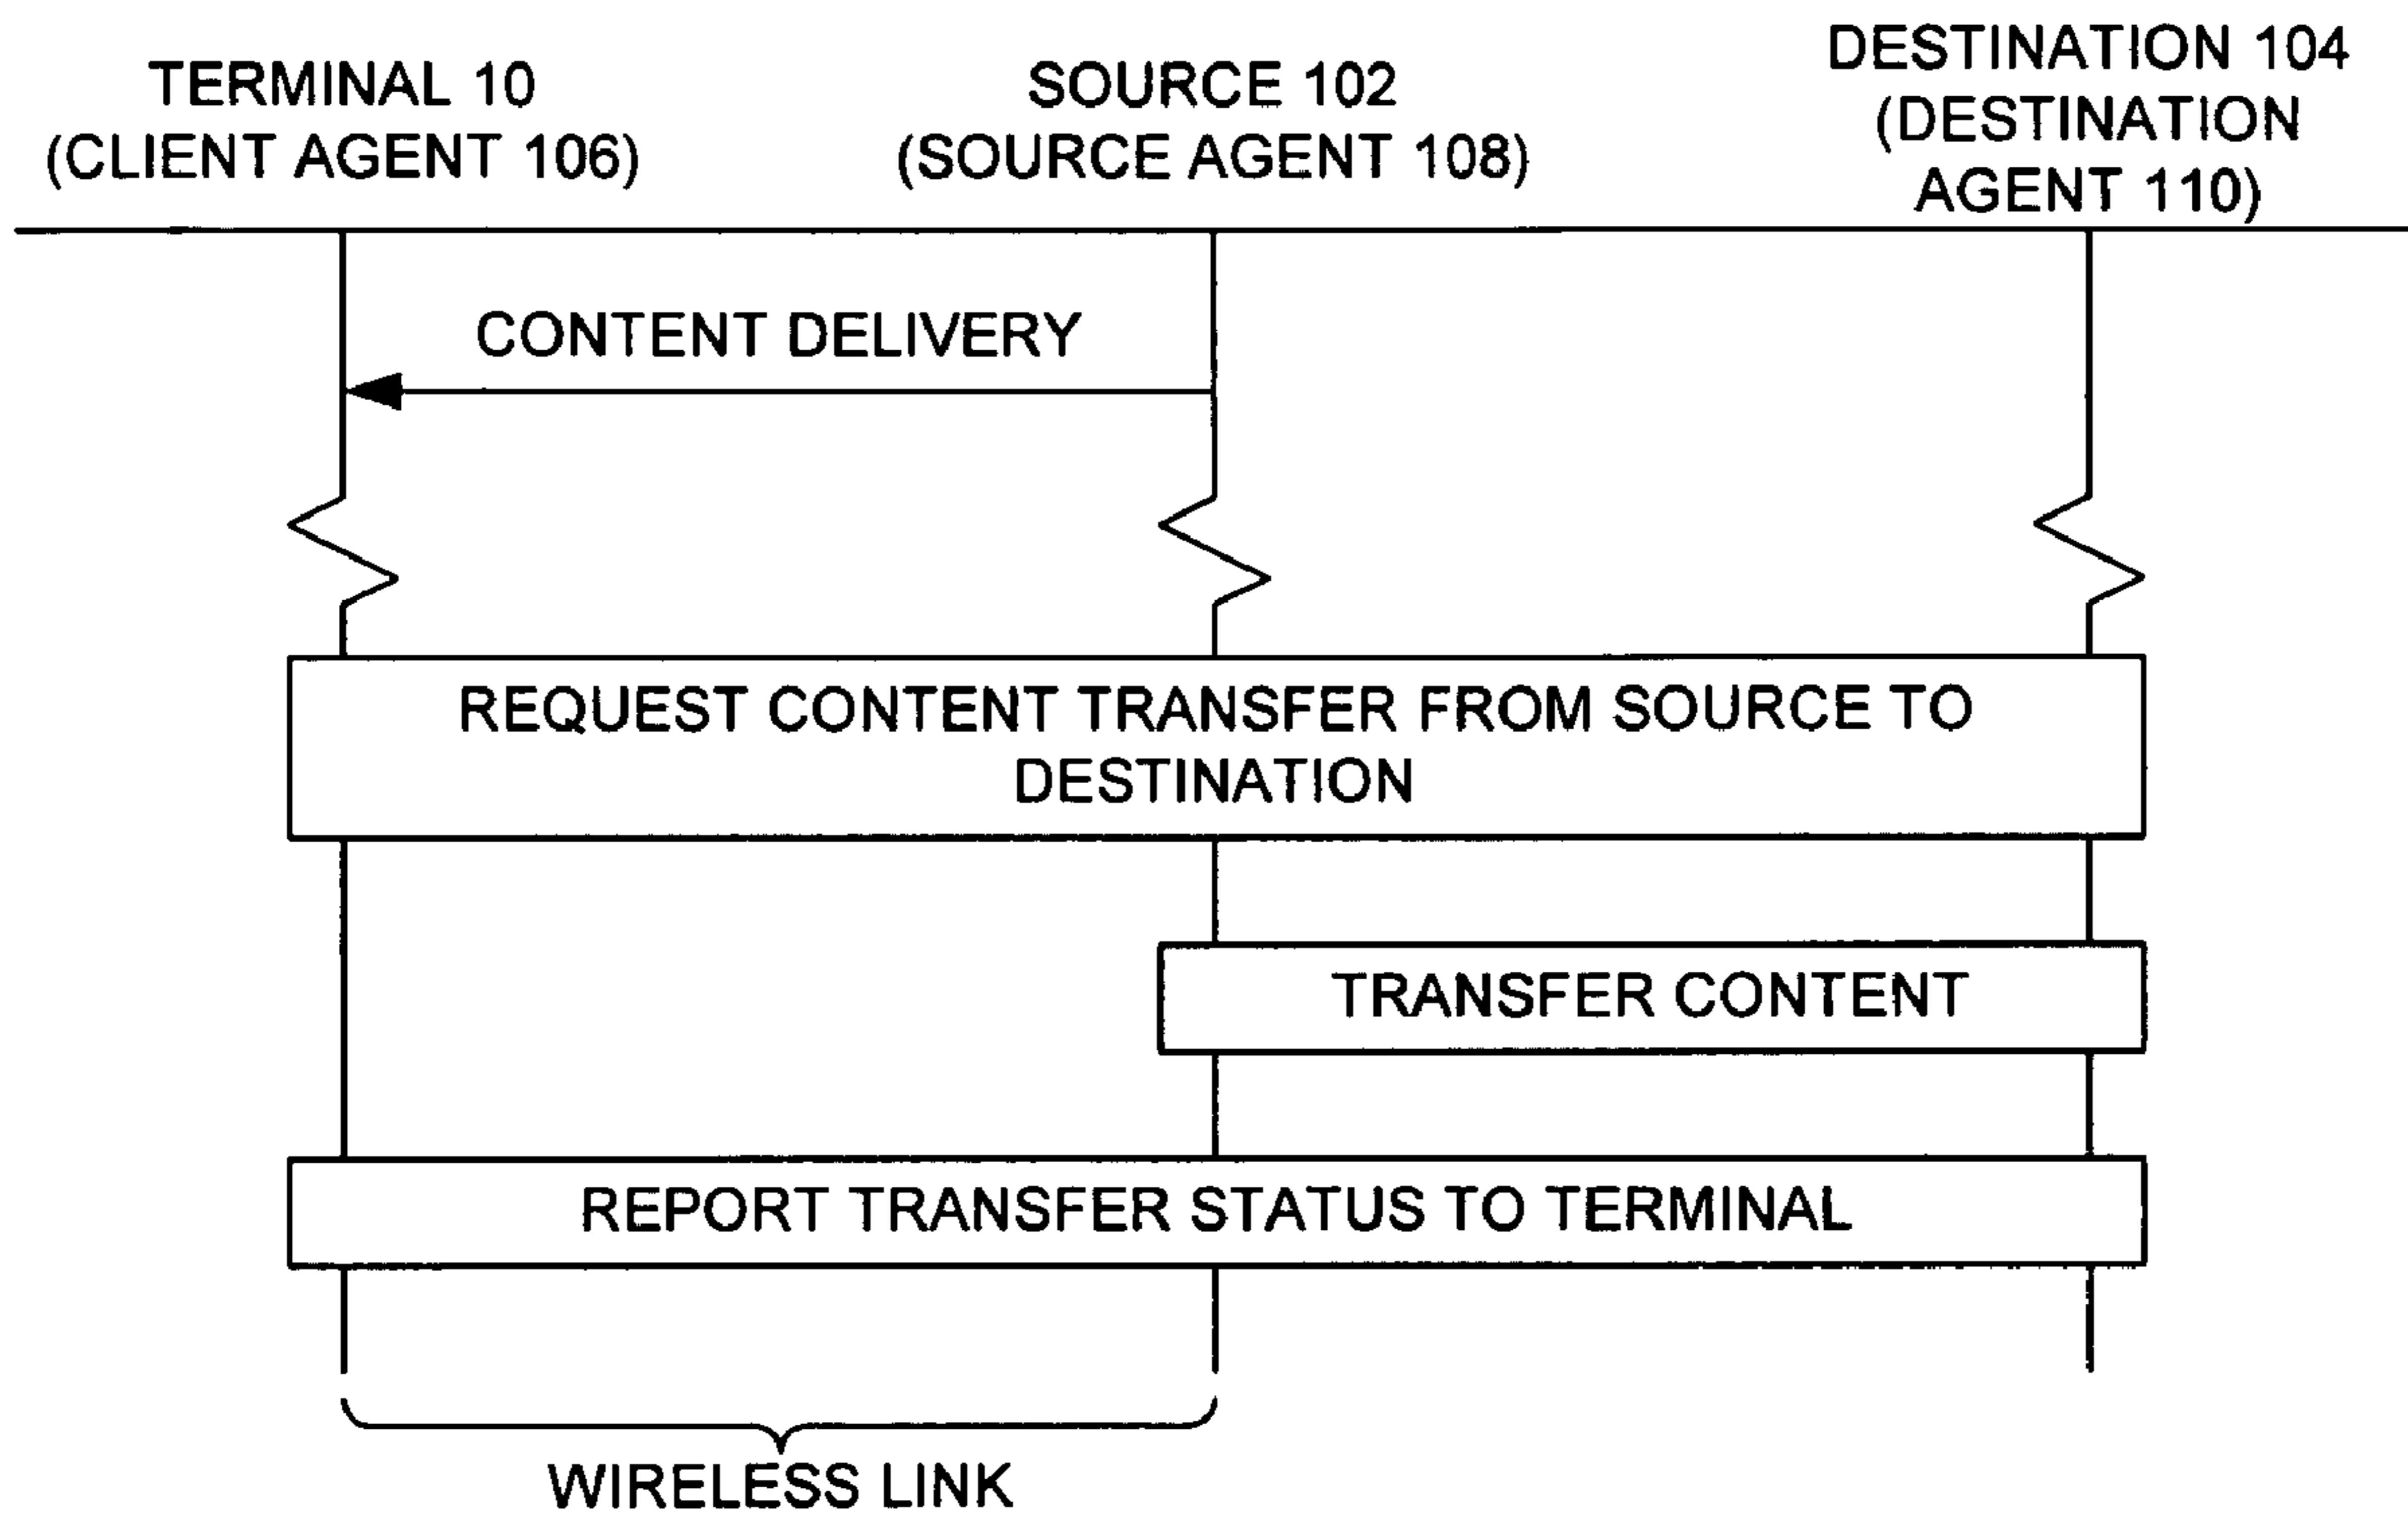 TERMINAL 10
(CLIENT AGENT 106)
SOURCE 102
(SOURCE AGENT 108)
DESTINATION 104
(DESTINATION
AGENT 110)
CONTENT DELIVERY
REQUEST CONTENT TRANSFER FROM SOURCE TO
DESTINATION
TRANSFER CONTENT
REPORT TRANSFER STATUS TO TERMINAL
WIRELESS LINK